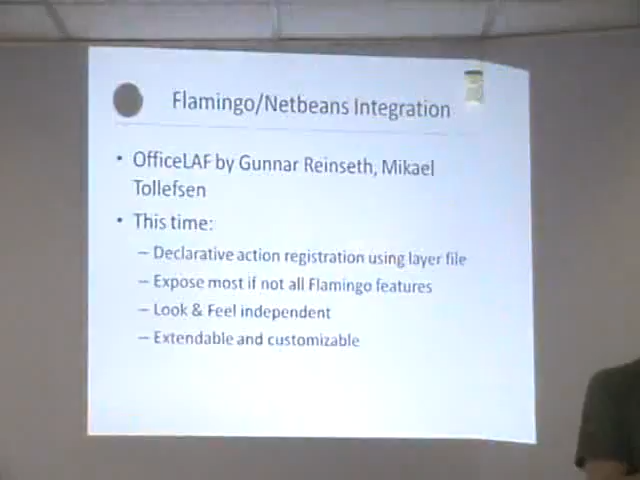 Flamingo/Netbeans Integration
• OfficeLAF by Gunnar Reinseth, Mikael
Tollefsen
• This time:
– Declarative action registration using layer file
– Expose most if not all Flamingo features
– Look & Feel independent
– Extendable and customizable